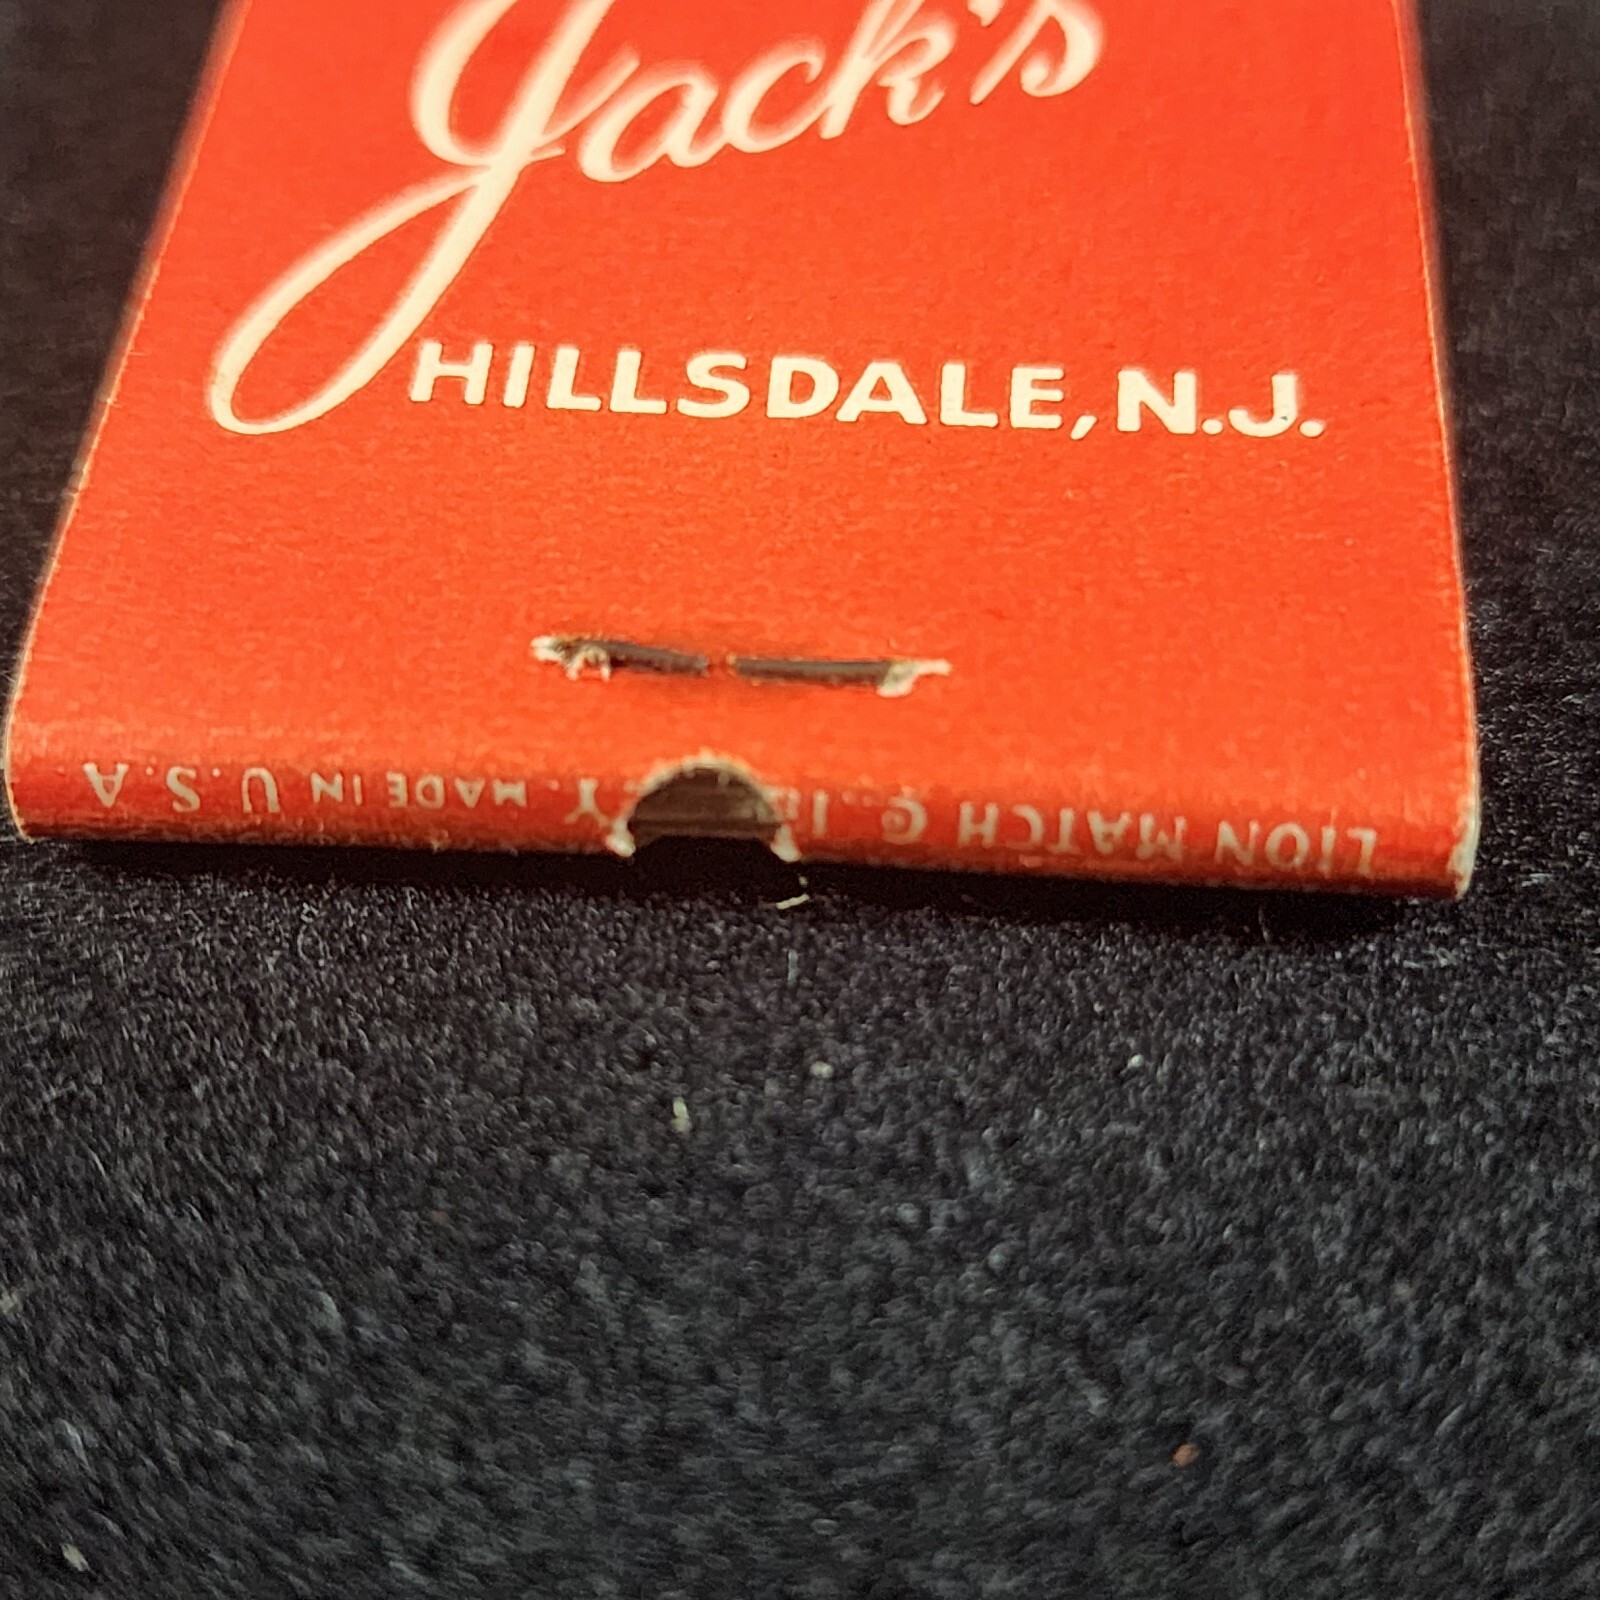 Jack's
HILLSDALE, N.J.
LION MATCH C Y. MADE IN U.S.A